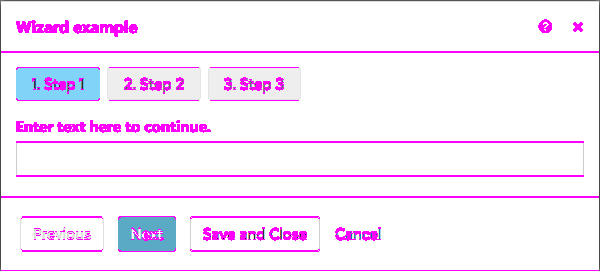 Wizard example
1. Step 1 2. Step 2 3. Step 3
Enter text here to continue.
Previous Next Save and Close Cancel